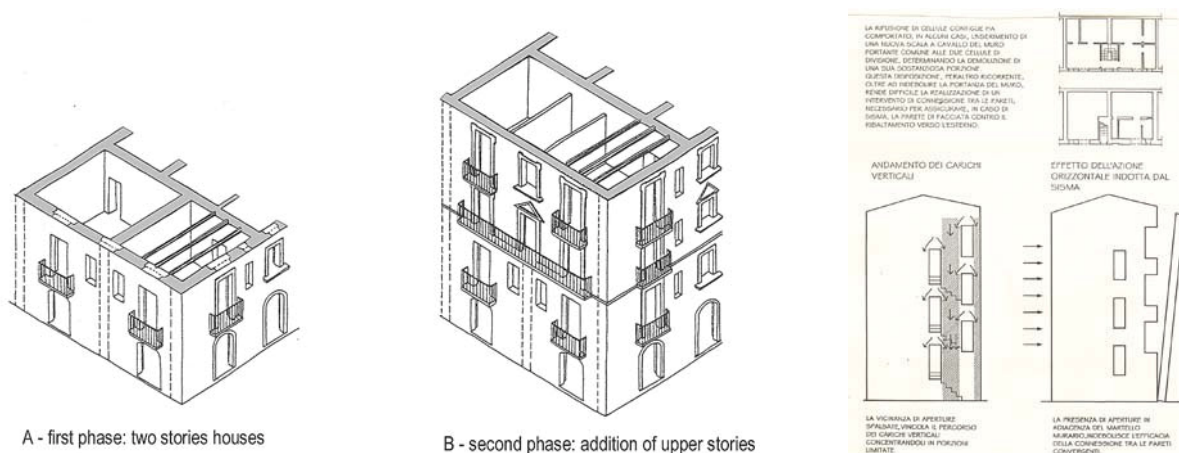 LA RIFUSIONE DI CELLULE CONTIGUE HA
COMPORTATO, IN ALCUNI CASI, L'INSERIMENTO DI
UNA NUOVA SCALA A CAVALLO DEL MURO
PORTANTE COMUNE ALLE DUE CELLULE DI
DIVISIONE, DETERMINANDO LA DEMOLIZIONE DI
UNA SUA SOSTANZIOSA PORZIONE.
QUESTA DISPOSIZIONE, PERALTRO RICORRENTE,
OLTRE AD INDEBOLIRE LA PORTANZA DEL MURO,
RENDE DIFFICILE LA REALIZZAZIONE DI UN
INTERVENTO DI CONNESSIONE TRA LE PARETI,
NECESSARIO PER ASSICURARE, IN CASO DI
SISMA, LA PARETE DI FACCIATA CONTRO IL
RIBALTAMENTO VERSO L'ESTERNO.
ANDAMENTO DEI CARICHI
VERTICALI
EFFETTO DELL'AZIONE
ORIZZONTALE INDOTTA DAL
SISMA
LA VICINANZA DI APERTURE
SFALSATE, VINCOLA IL PERCORSO
DEI CARICHI VERTICALI
CONCENTRANDOLI IN PORZIONI
LIMITATE
LA PRESENZA DI APERTURE IN
ADIACENZA DEL MARTELLO
MURARIO, INDEBOLISCE L'EFFICACIA
DELLA CONNESSIONE TRA LE PARETI
CONVERGENTI.
A - first phase: two stories houses
B - second phase: addition of upper stories